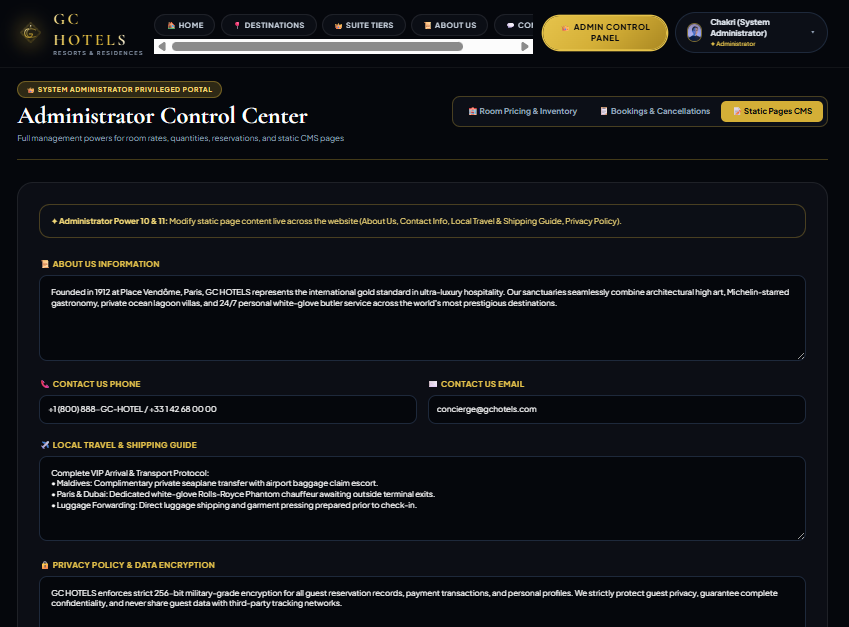 GC
HOTELS
RESORTS & RESIDENCES
HOME
DESTINATIONS
SUITE TIERS
ABOUT US
CO
ADMIN CONTROL
PANEL
Chakri (System
Administrator)
✦ Administrator
SYSTEM ADMINISTRATOR PRIVILEGED PORTAL
Administrator Control Center
Full management powers for room rates, quantities, reservations, and static CMS pages
Room Pricing & Inventory
Bookings & Cancellations
Static Pages CMS
✦ Administrator Power 10 & 11: Modify static page content live across the website (About Us, Contact Info, Local Travel & Shipping Guide, Privacy Policy).
ABOUT US INFORMATION
Founded in 1912 at Place Vendôme, Paris, GC HOTELS represents the international gold standard in ultra-luxury hospitality. Our sanctuaries seamlessly combine architectural high art, Michelin-starred
gastronomy, private ocean lagoon villas, and 24/7 personal white-glove butler service across the world's most prestigious destinations.
CONTACT US PHONE
+1 (800) 888-GC-HOTEL / +33 1 42 68 00 00
CONTACT US EMAIL
concierge@gchotels.com
LOCAL TRAVEL & SHIPPING GUIDE
Complete VIP Arrival & Transport Protocol:
• Maldives: Complimentary private seaplane transfer with airport baggage claim escort.
• Paris & Dubai: Dedicated white-glove Rolls-Royce Phantom chauffeur awaiting outside terminal exits.
• Luggage Forwarding: Direct luggage shipping and garment pressing prepared prior to check-in.
PRIVACY POLICY & DATA ENCRYPTION
GC HOTELS enforces strict 256-bit military-grade encryption for all guest reservation records, payment transactions, and personal profiles. We strictly protect guest privacy, guarantee complete
confidentiality, and never share guest data with third-party tracking networks.